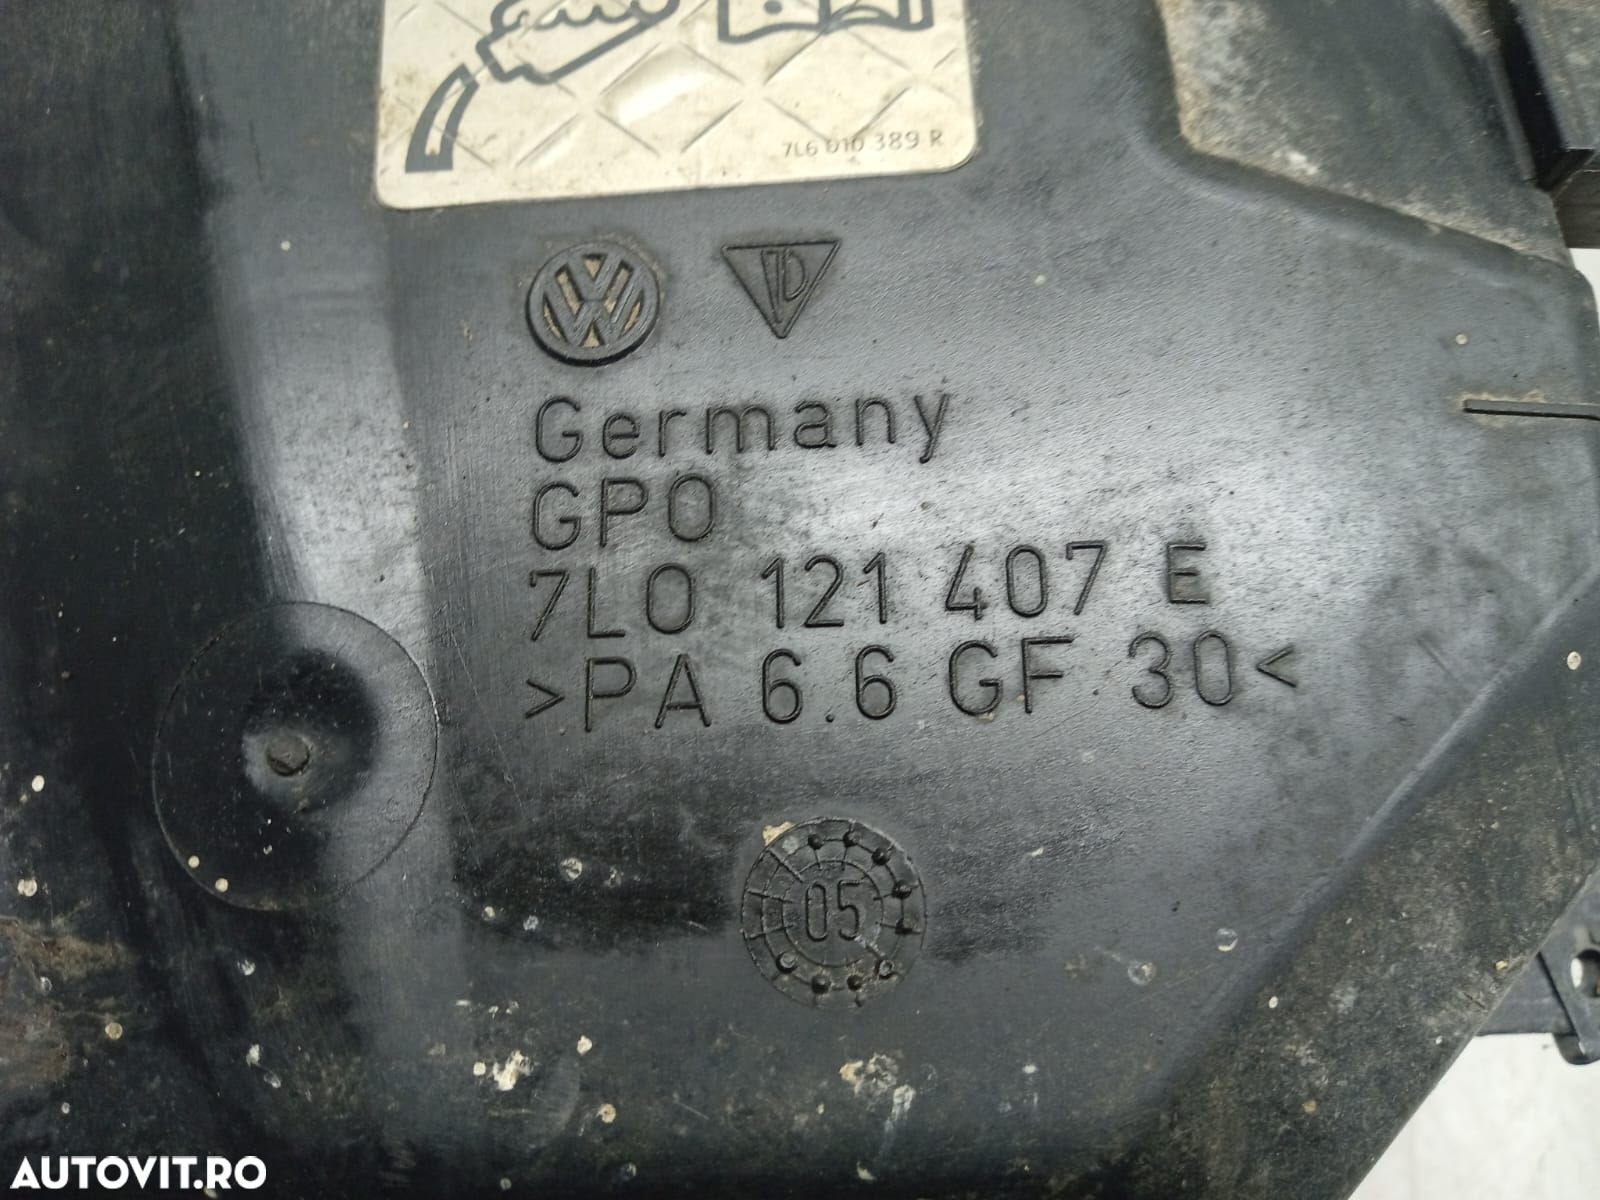 7L6 010 389 R
Germany
GPO
7L0 121 407 E
>PA 6.6 GF 30<
05
AUTOVIT.RO